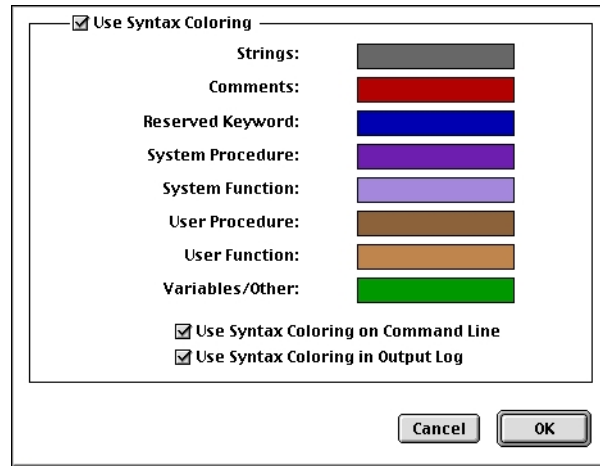 Use Syntax Coloring
Strings:
Comments:
Reserved Keyword:
System Procedure:
System Function:
User Procedure:
User Function:
Variables/Other:
Use Syntax Coloring on Command Line
Use Syntax Coloring in Output Log
Cancel OK